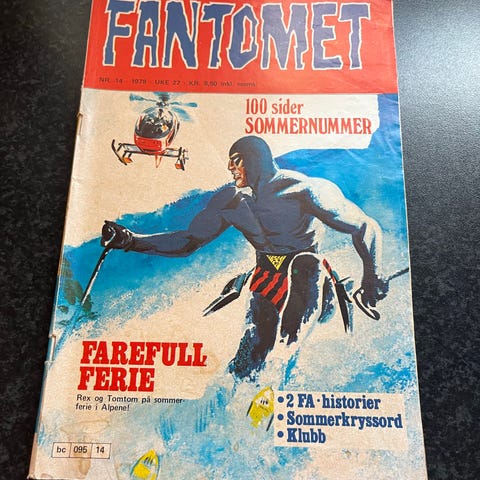 FANTOMET
NR. 14 - 1978 - UKE 27 - KR. 6,50 inkl. moms.
100 sider
SOMMERNUMMER
FAREFULL
FERIE
Rex og Tomtom på sommer-
ferie i Alpene!
• 2 FA-historier
• Sommerkryssord
• Klubb
bc 095 14